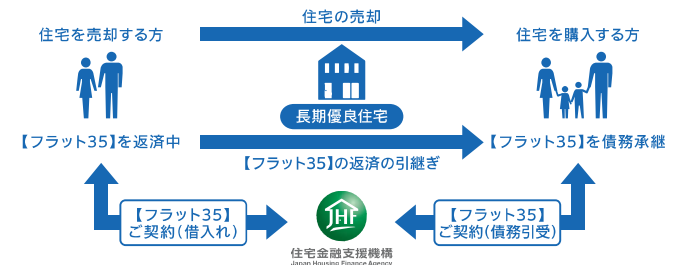 住宅の売却
住宅を売却する方
住宅を購入する方
長期優良住宅
【フラット35】を返済中
【フラット35】を債務承継
【フラット35】の返済の引継ぎ
【フラット35】
ご契約(借入れ)
JHF
【フラット35】
ご契約(債務引受)
住宅金融支援機構
Japan Housing Finance Agency